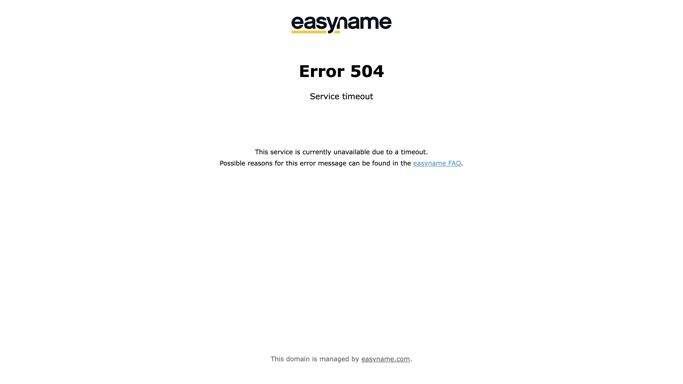 easyname
Error 504
Service timeout
This service is currently unavailable due to a timeout.
Possible reasons for this error message can be found in the easyname FAQ.
This domain is managed by easyname.com.